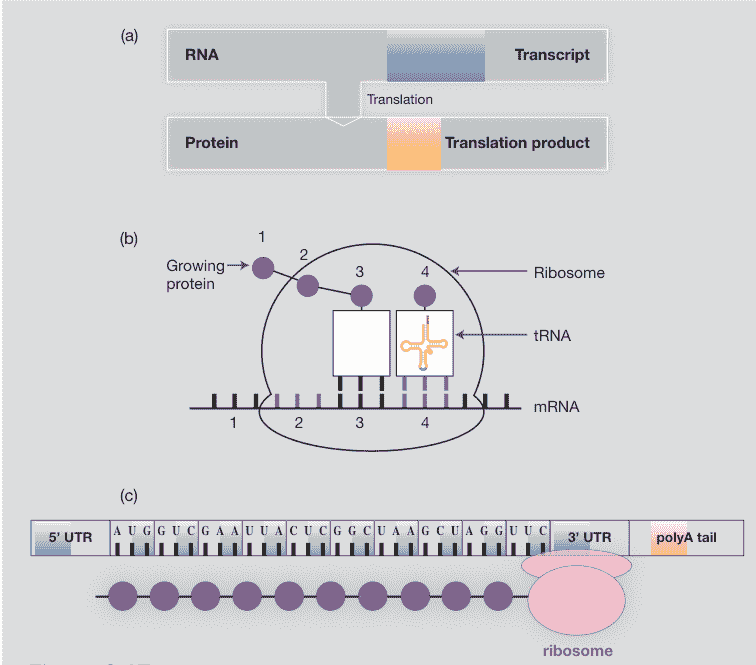 (a)
RNA Transcript
Translation
Protein Translation product
(b)
1
2
3 4
Growing
protein
Ribosome
tRNA
mRNA
1 2 3 4
(c)
5' UTR A U G G U C G A A U U A C U C G G C U A A G C U A G G U U C 3' UTR polyA tail
ribosome